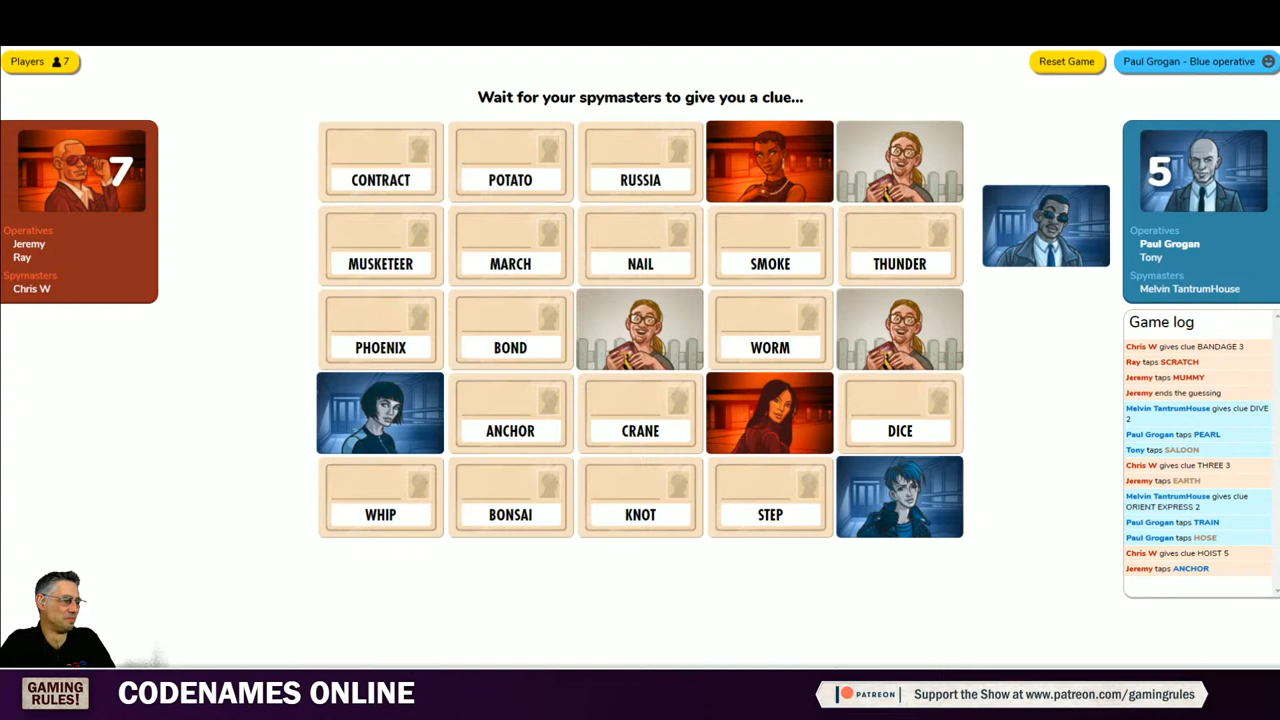 Players 7
Reset Game
Paul Grogan - Blue operative
Wait for your spymasters to give you a clue...
7
Operatives
Jeremy
Ray
Spymasters
Chris W
CONTRACT
POTATO
RUSSIA
MUSKETEER
MARCH
NAIL
SMOKE
THUNDER
PHOENIX
BOND
WORM
ANCHOR
CRANE
DICE
WHIP
BONSAI
KNOT
STEP
5
Operatives
Paul Grogan
Tony
Spymasters
Melvin TantrumHouse
Game log
Chris W gives clue BANDAGE 3
Ray taps SCRATCH
Jeremy taps MUMMY
Jeremy ends the guessing
Melvin TantrumHouse gives clue DIVE
2
Paul Grogan taps PEARL
Tony taps SALOON
Chris W gives clue THREE 3
Jeremy taps EARTH
Melvin TantrumHouse gives clue
ORIENT EXPRESS 2
Paul Grogan taps TRAIN
Paul Grogan taps HOSE
Chris W gives clue HOIST 5
Jeremy taps ANCHOR
GAMING
RULES!
CODENAMES ONLINE
PATREON
Support the Show at www.patreon.com/gamingrules